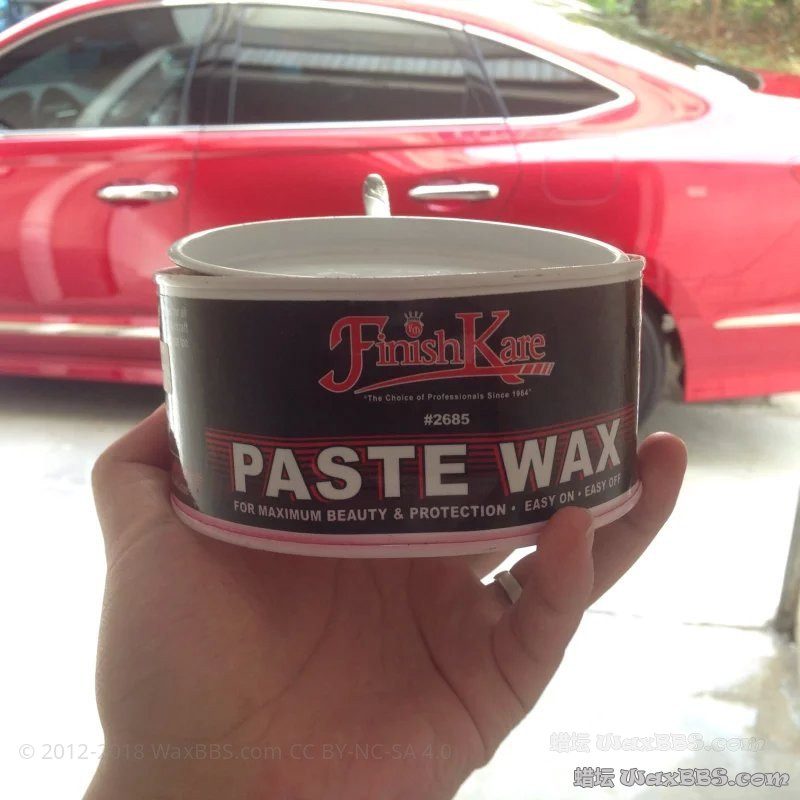 FinishKare
"The Choice of Professionals Since 1964"
#2685
PASTE WAX
FOR MAXIMUM BEAUTY & PROTECTION • EASY ON • EASY OFF
© 2012-2018 WaxBBS.com CC BY-NC-SA 4.0
蜡坛 WaxBBS.com
蜡坛 WaxBBS.com